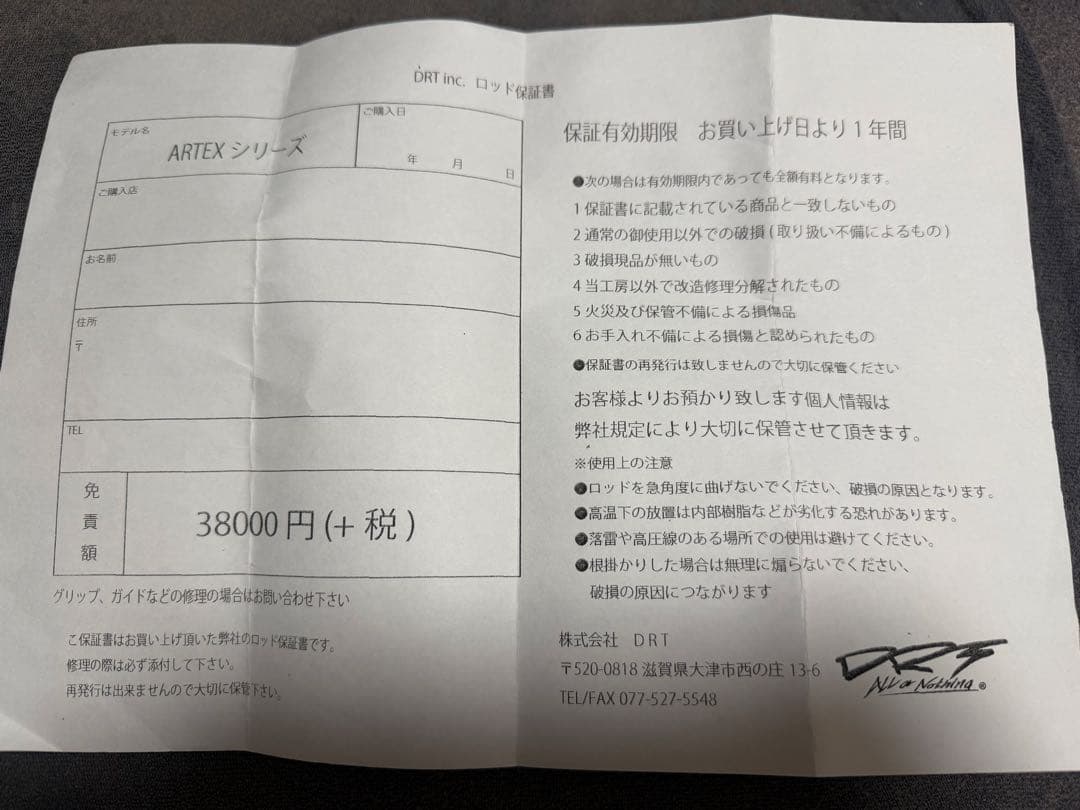 DRT inc. ロッド保証書
モデル名
ARTEX シリーズ
ご購入日
年 月 日
ご購入店
お名前
住所
〒
TEL
免責額
38000 円 (+ 税)
グリップ、ガイドなどの修理の場合はお問い合わせ下さい
この保証書はお買い上げ頂いた弊社のロッド保証書です。
修理の際は必ず添付して下さい。
再発行は出来ませんので大切に保管下さい。
保証有効期限 お買い上げ日より 1 年間
●次の場合は有効期限内であっても全額有料となります。
1 保証書に記載されている商品と一致しないもの
2 通常の御使用以外での破損 ( 取り扱い不備によるもの )
3 破損現品が無いもの
4 当工房以外で改造修理分解されたもの
5 火災及び保管不備による損傷品
6 お手入れ不備による損傷と認められたもの
●保証書の再発行は致しませんので大切に保管ください
お客様よりお預かり致します個人情報は
弊社規定により大切に保管させて頂きます。
※使用上の注意
●ロッドを急角度に曲げないでください、破損の原因となります。
●高温下の放置は内部樹脂などが劣化する恐れがあります。
●落雷や高圧線のある場所での使用は避けてください。
●根掛かりした場合は無理に煽らないでください、
破損の原因につながります
株式会社 DRT
〒520-0818 滋賀県大津市西の庄 13-6
TEL/FAX 077-527-5548
DRT
All or Nothing ®